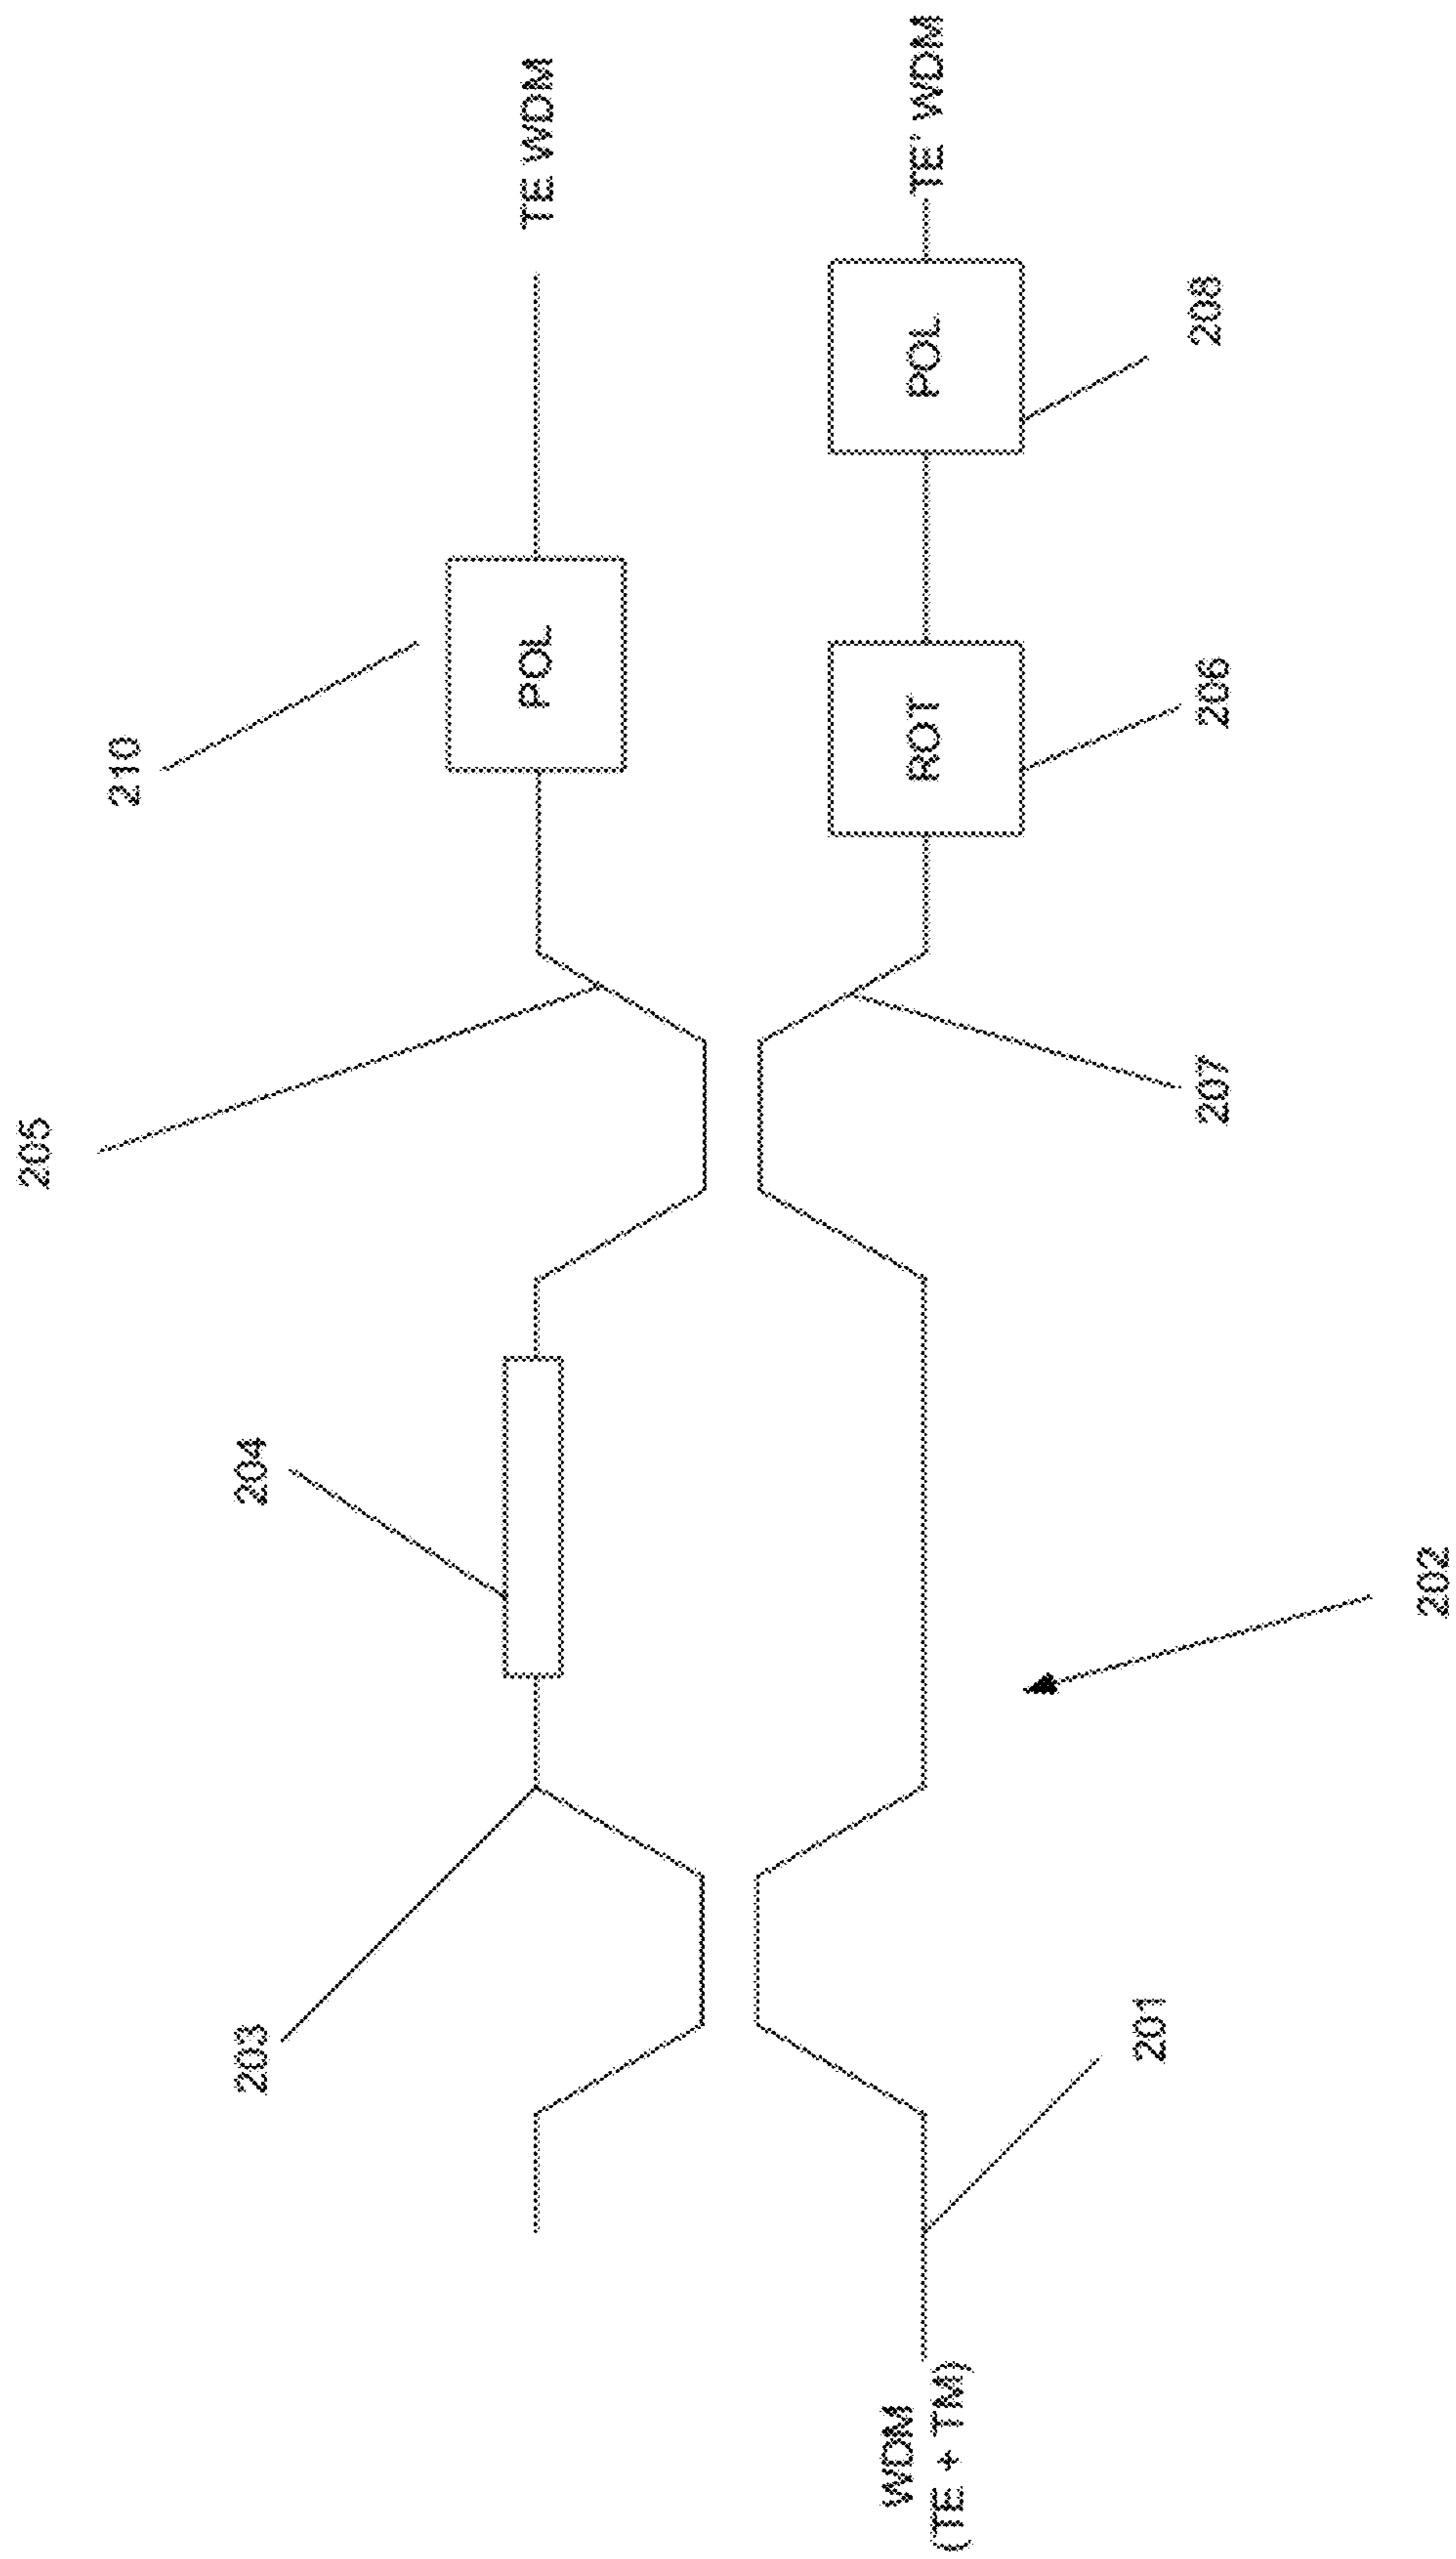 205
210
TE WDM
203
204
POL
ROT
POL
TE' WDM
WDM
(TE + TM)
201
207
206
208
202